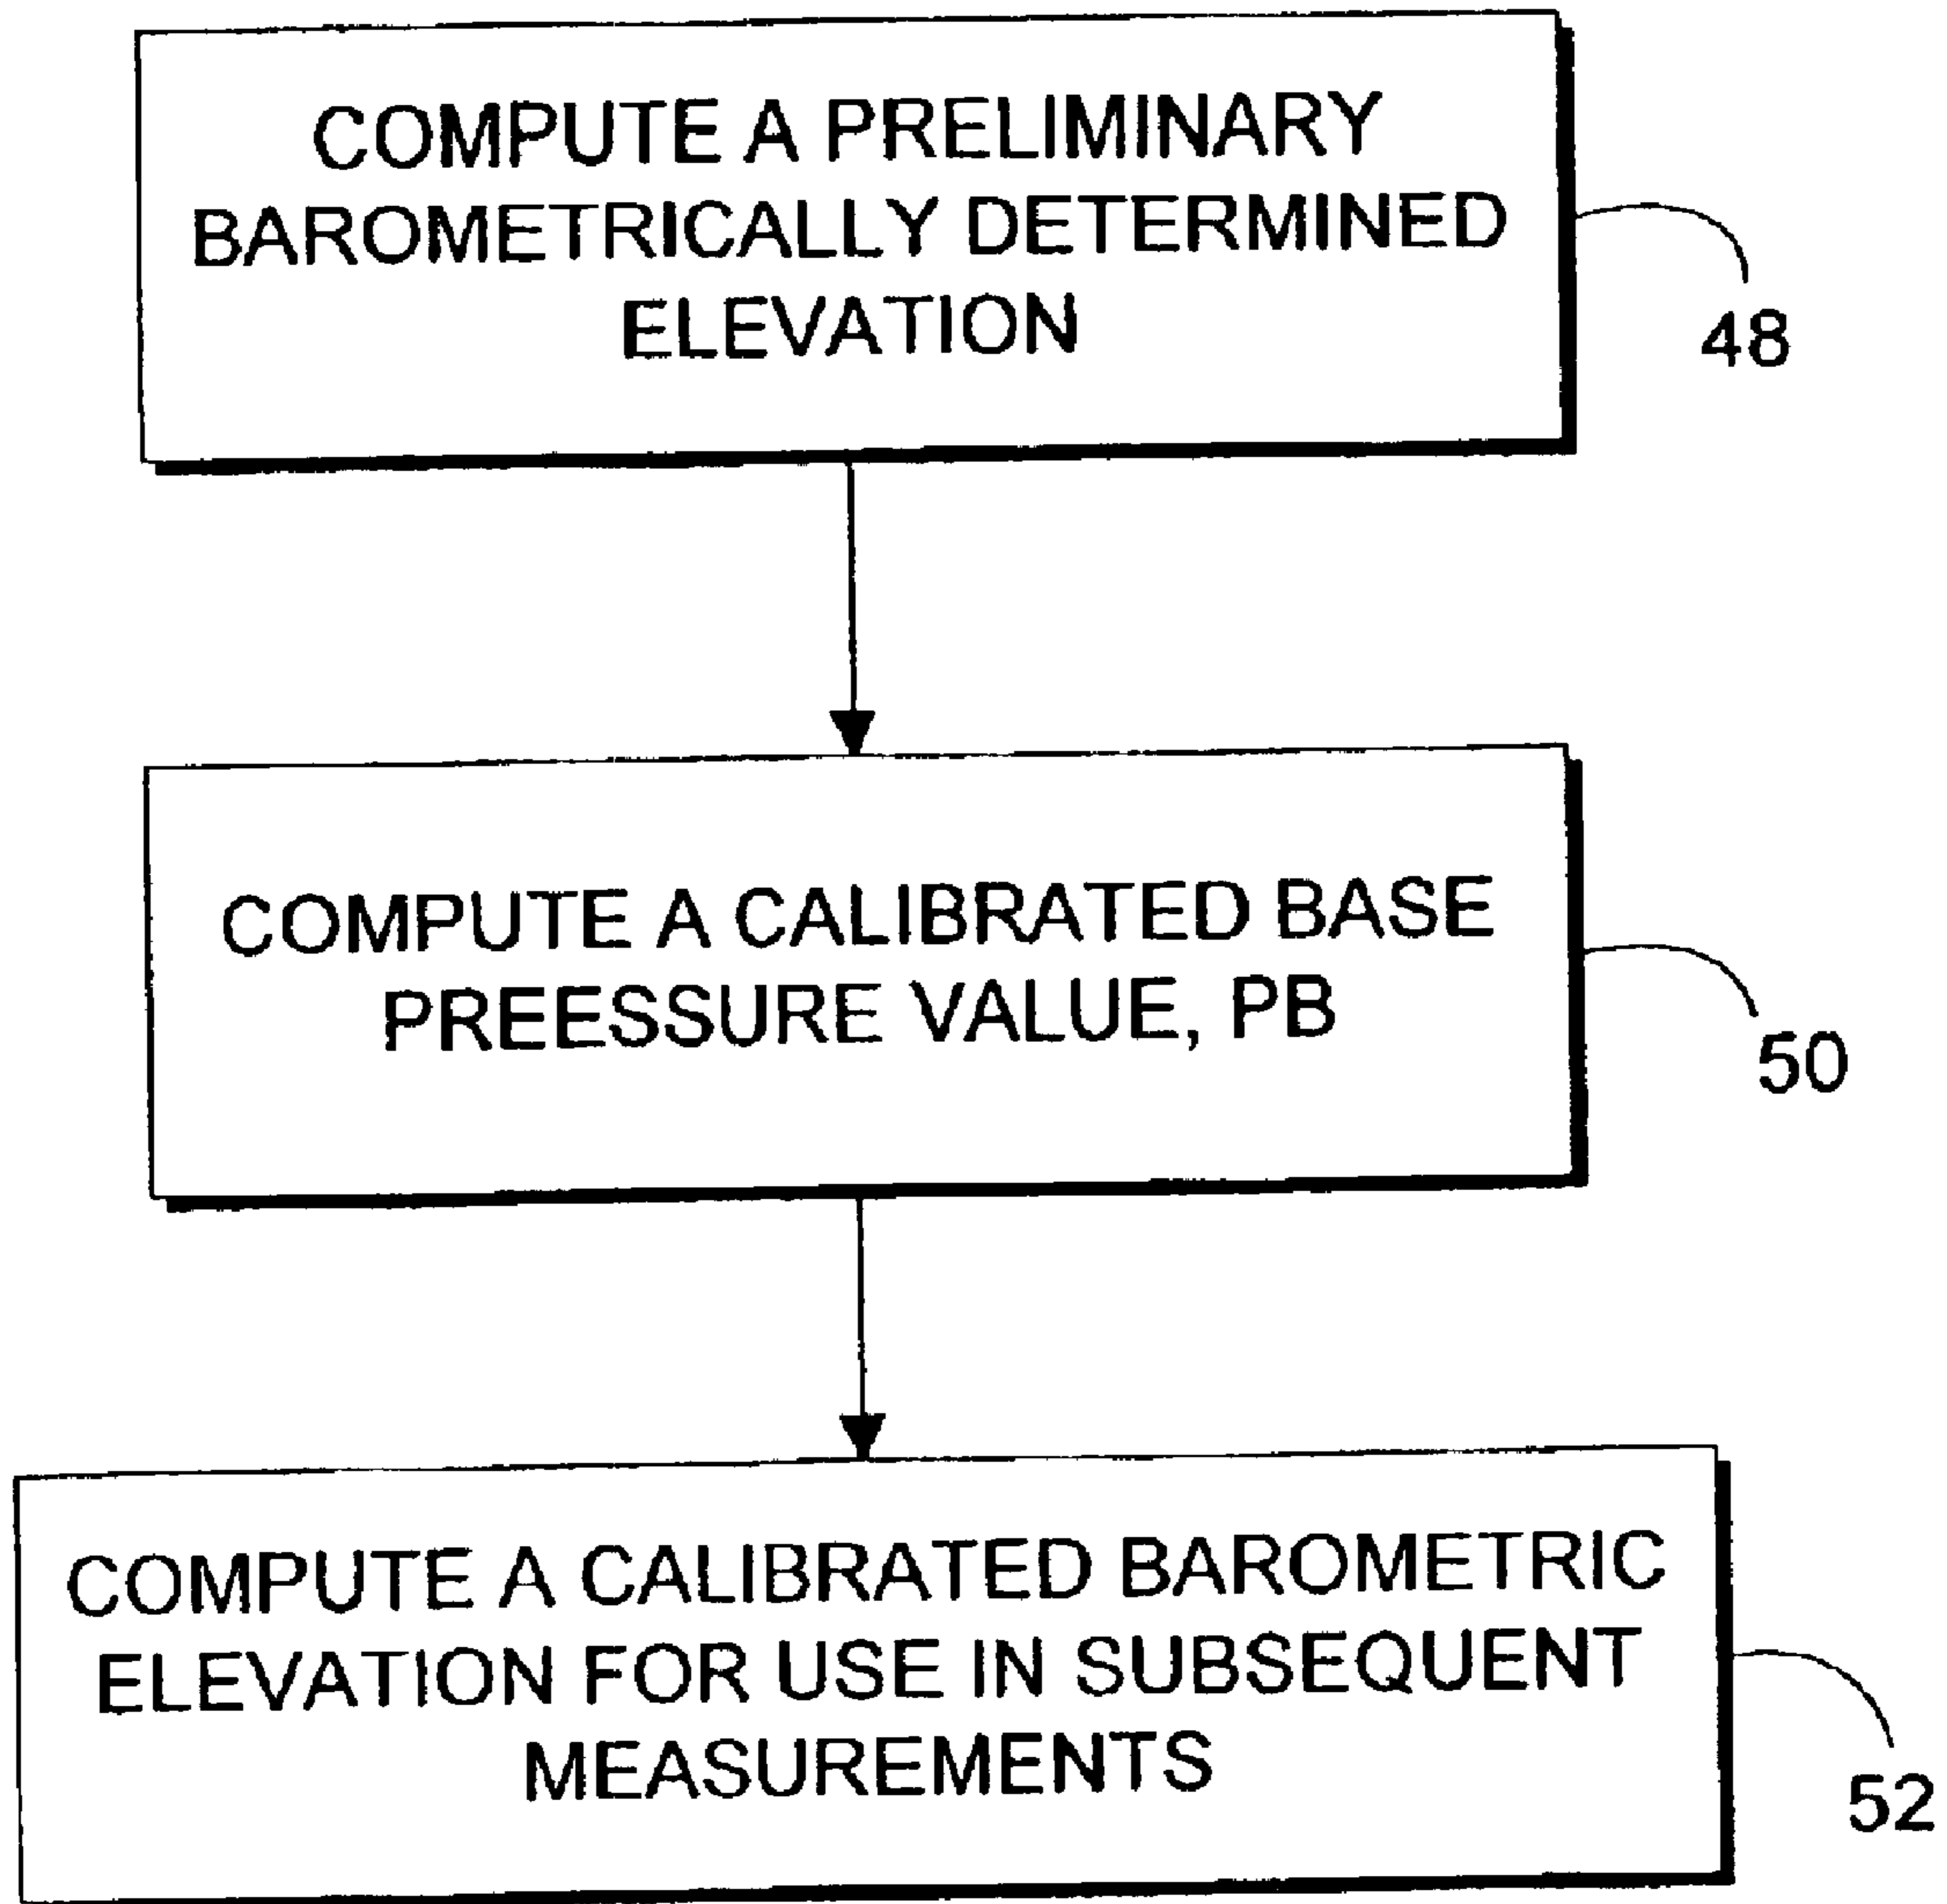 COMPUTE A PRELIMINARY
BAROMETRICALLY DETERMINED
ELEVATION
48
COMPUTE A CALIBRATED BASE
PREESSURE VALUE, PB
50
COMPUTE A CALIBRATED BAROMETRIC
ELEVATION FOR USE IN SUBSEQUENT
MEASUREMENTS
52